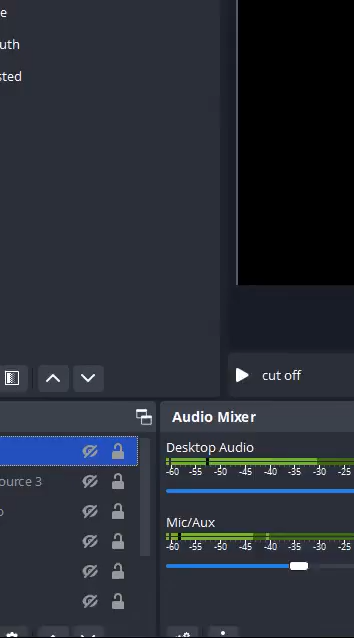 e
uth
sted
cut off
Audio Mixer
Desktop Audio
-60 -55 -50 -45 -40 -35 -30 -25
ource 3
o
Mic/Aux
-60 -55 -50 -45 -40 -35 -30 -25